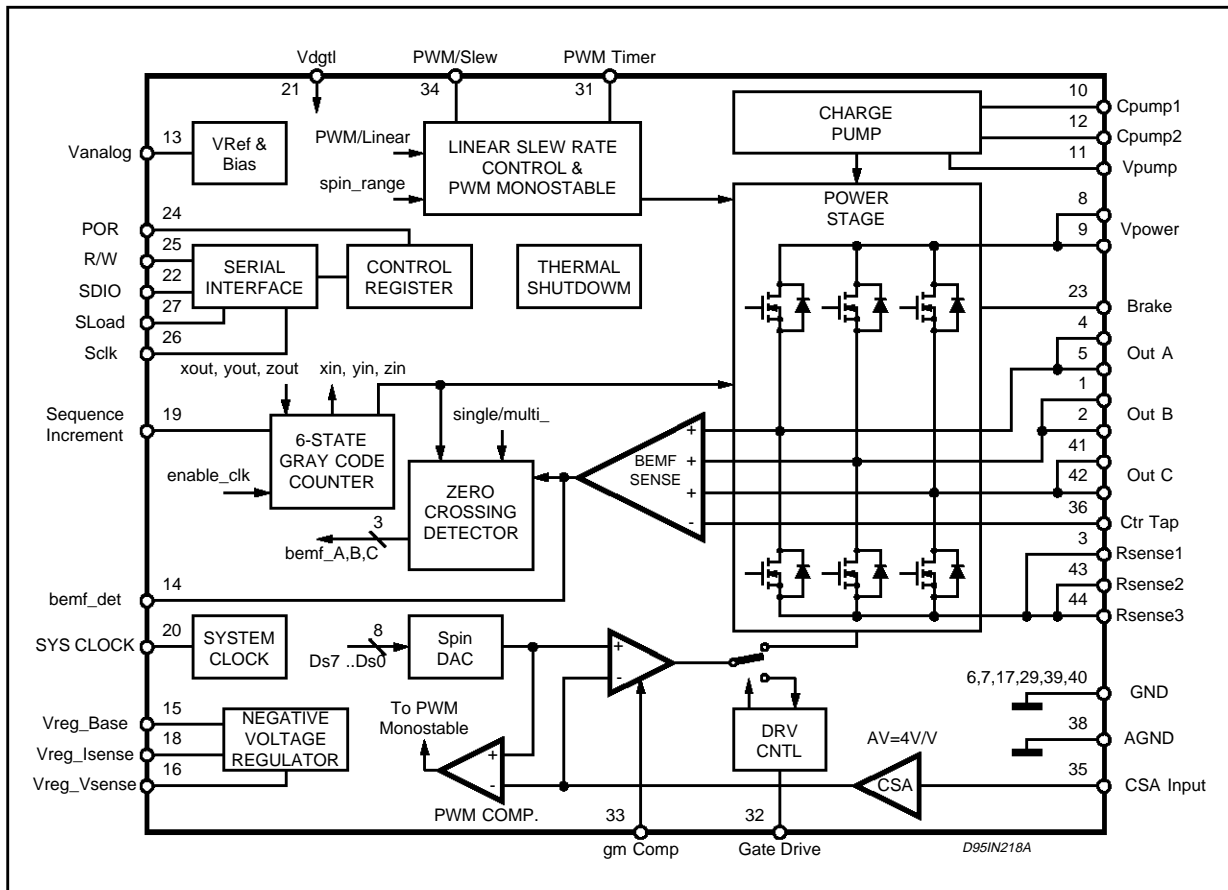 Vdgtl
PWM/Slew
PWM Timer
21
34
31
10
Cpump1
12
Cpump2
11
Vpump
CHARGE
PUMP
Vanalog
13
VRef &
Bias
PWM/Linear
spin_range
LINEAR SLEW RATE
CONTROL &
PWM MONOSTABLE
POWER
STAGE
8
9
Vpower
POR
24
R/W
25
SDIO
22
SLoad
27
Sclk
26
SERIAL
INTERFACE
CONTROL
REGISTER
THERMAL
SHUTDOWM
23
Brake
4
5
Out A
1
2
Out B
41
42
Out C
36
Ctr Tap
3
Rsense1
43
Rsense2
44
Rsense3
xout, yout, zout
xin, yin, zin
Sequence
Increment
19
6-STATE
GRAY CODE
COUNTER
enable_clk
single/multi_
ZERO
CROSSING
DETECTOR
3
bemf_A,B,C
+
+
+
-
BEMF
SENSE
bemf_det
14
SYS CLOCK
20
SYSTEM
CLOCK
8
Ds7 ..Ds0
Spin
DAC
+
-
6,7,17,29,39,40
GND
38
AGND
Vreg_Base
15
Vreg_Isense
18
Vreg_Vsense
16
NEGATIVE
VOLTAGE
REGULATOR
To PWM
Monostable
+
-
PWM COMP.
DRV
CNTL
AV=4V/V
CSA
35
CSA Input
33
gm Comp
32
Gate Drive
D95IN218A